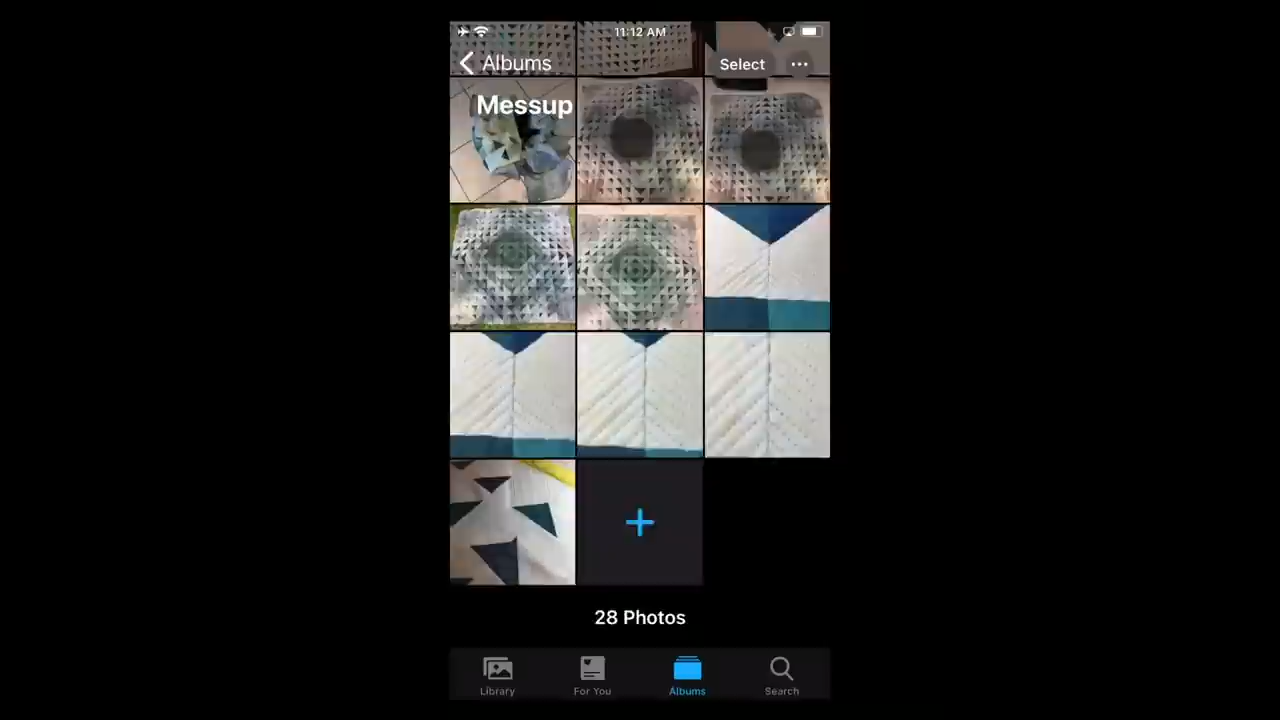 11:12 AM
Albums
Select
Messup
28 Photos
Library
For You
Albums
Search